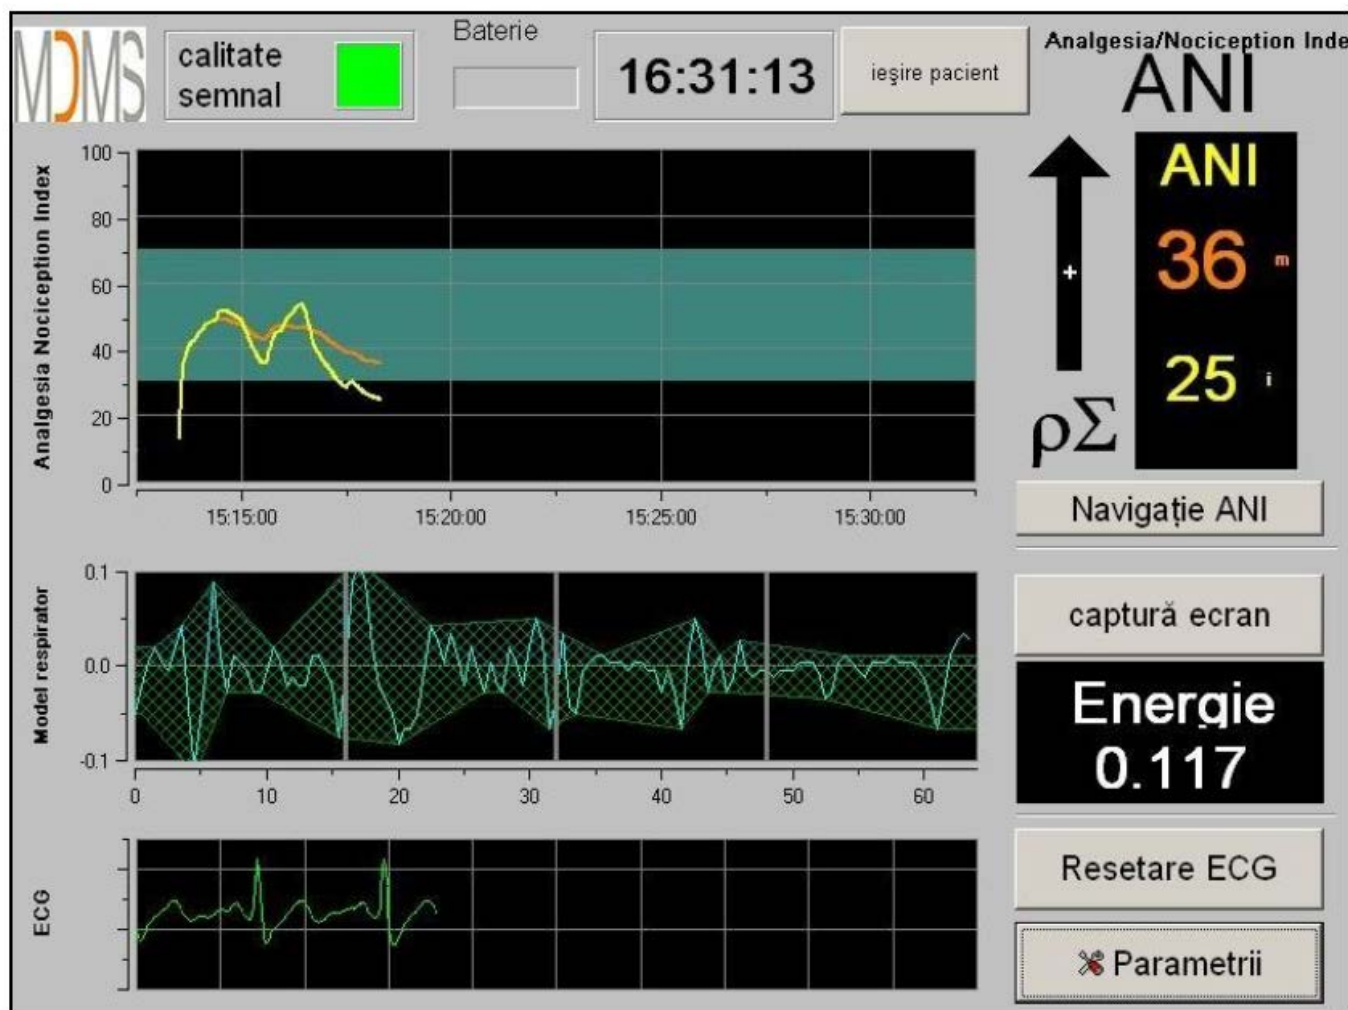 MDMS
calitate
semnal
Baterie
16:31:13
ieşire pacient
Analgesia/Nociception Inde
ANI
Analgesia Nociception Index
100
80
60
40
20
0
15:15:00
15:20:00
15:25:00
15:30:00
+
ρΣ
ANI
36 m
25 i
Navigaţie ANI
Model respirator
0.1
0.0
-0.1
0
10
20
30
40
50
60
captură ecran
Energie
0.117
ECG
Resetare ECG
Parametrii